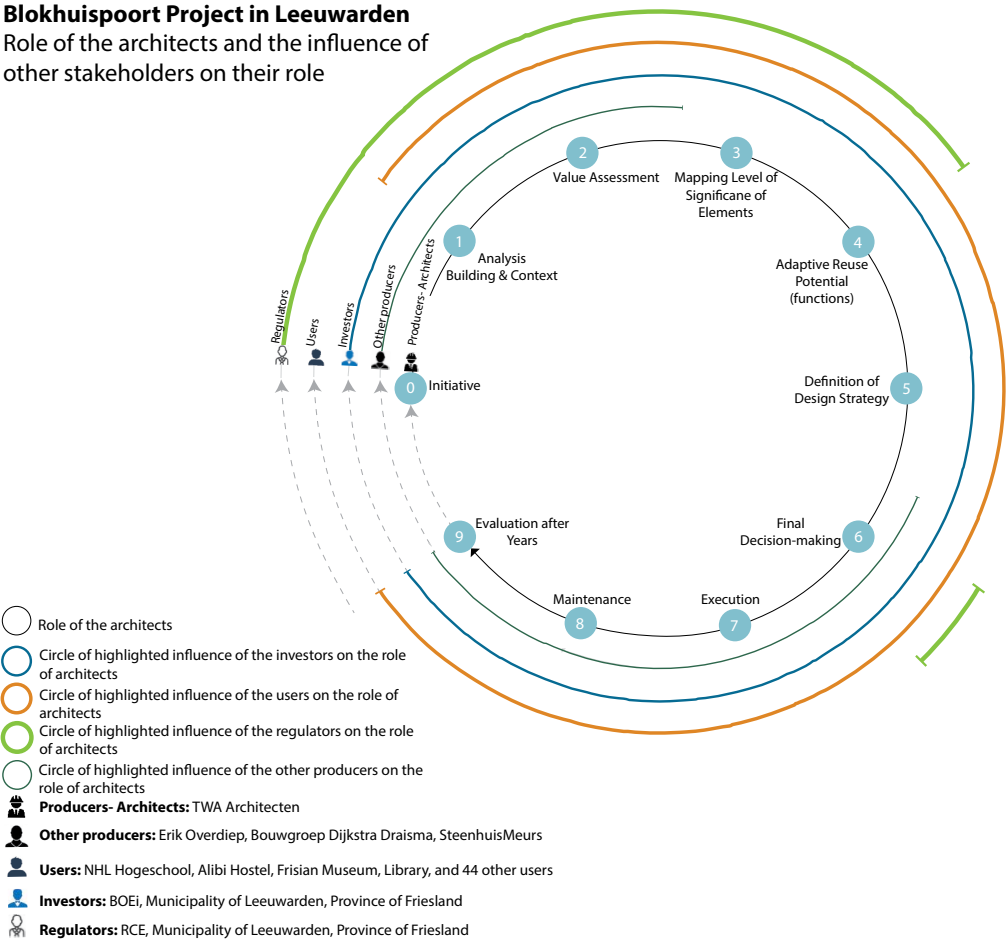 Blokhuispoort Project in Leeuwarden
Role of the architects and the influence of
other stakeholders on their role
Regulators
Users
Investors
Other producers
Producers- Architects
0
Initiative
1
Analysis
Building & Context
2
Value Assessment
3
Mapping Level of
Significane of
Elements
4
Adaptive Reuse
Potential
(functions)
5
Definition of
Design Strategy
6
Final
Decision-making
7
Execution
8
Maintenance
9
Evaluation after
Years
Role of the architects
Circle of highlighted influence of the investors on the role
of architects
Circle of highlighted influence of the users on the role of
architects
Circle of highlighted influence of the regulators on the role
of architects
Circle of highlighted influence of the other producers on the
role of architects
Producers- Architects: TWA Architecten
Other producers: Erik Overdiep, Bouwgroep Dijkstra Draisma, SteenhuisMeurs
Users: NHL Hogeschool, Alibi Hostel, Frisian Museum, Library, and 44 other users
Investors: BOEi, Municipality of Leeuwarden, Province of Friesland
Regulators: RCE, Municipality of Leeuwarden, Province of Friesland